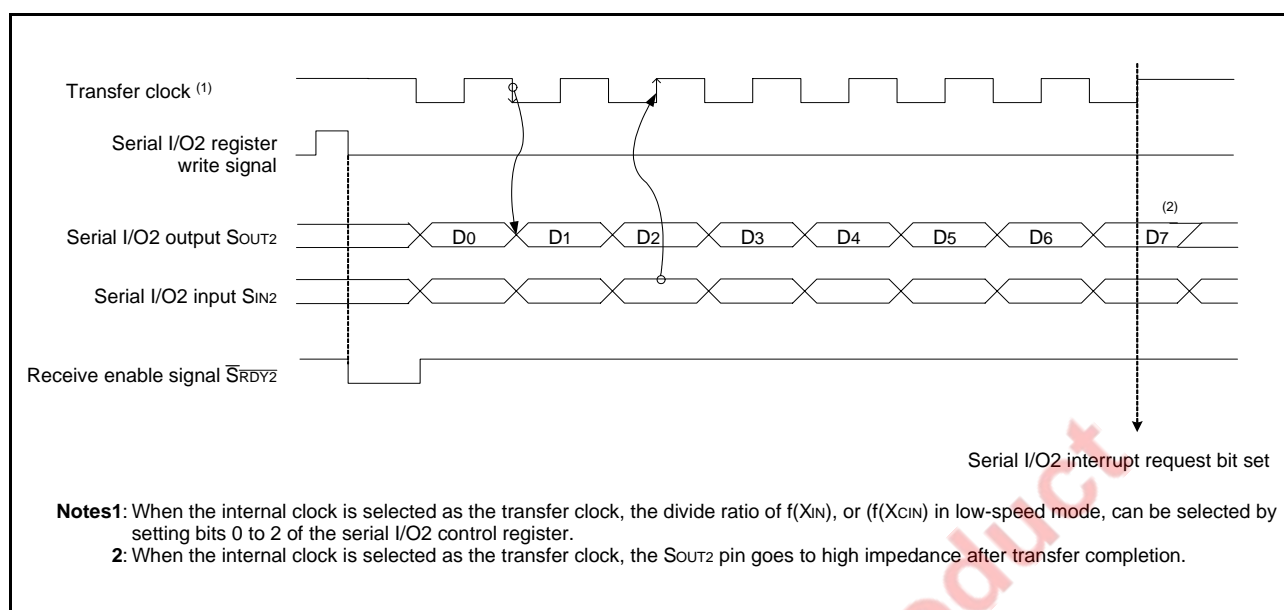 Transfer clock (1)
Serial I/O2 register
write signal
(2)
Serial I/O2 output SOUT2
D0 D1 D2 D3 D4 D5 D6 D7
Serial I/O2 input SIN2
Receive enable signal S̅R̅D̅Y̅2̅
Serial I/O2 interrupt request bit set
Notes1: When the internal clock is selected as the transfer clock, the divide ratio of f(XIN), or (f(XCIN) in low-speed mode, can be selected by
setting bits 0 to 2 of the serial I/O2 control register.
2: When the internal clock is selected as the transfer clock, the SOUT2 pin goes to high impedance after transfer completion.